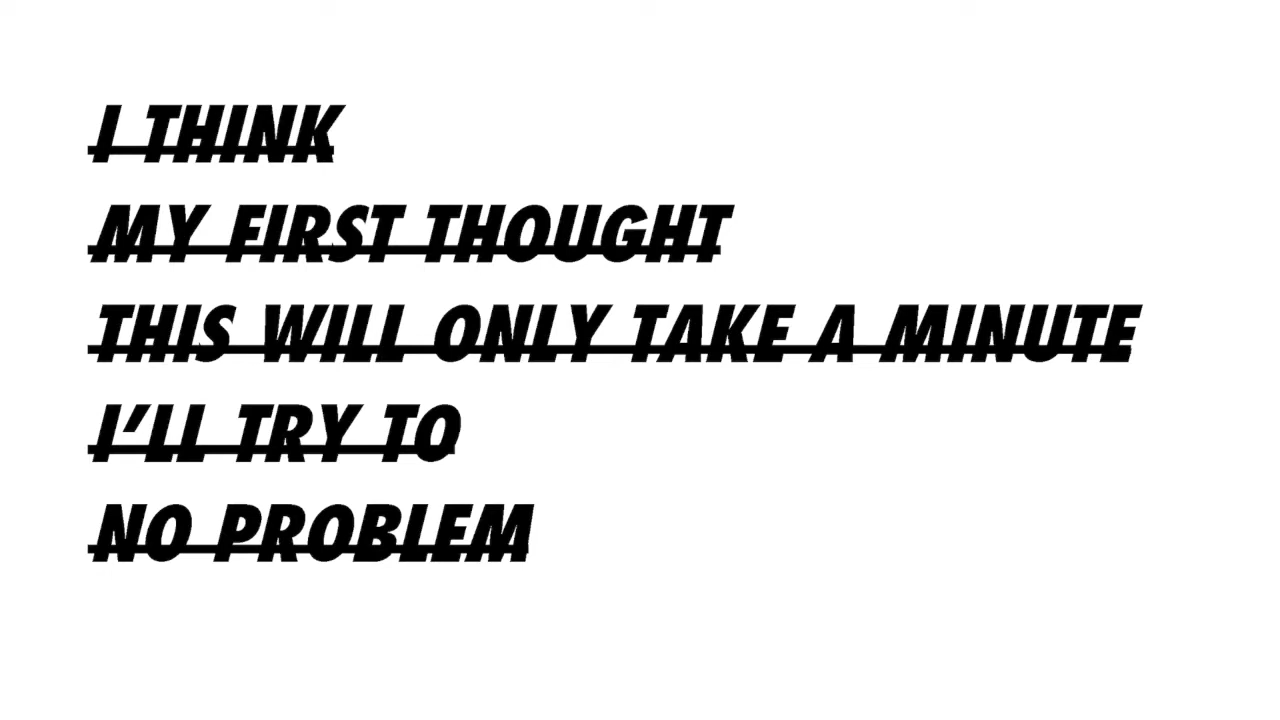 I THINK
MY FIRST THOUGHT
THIS WILL ONLY TAKE A MINUTE
I’LL TRY TO
NO PROBLEM